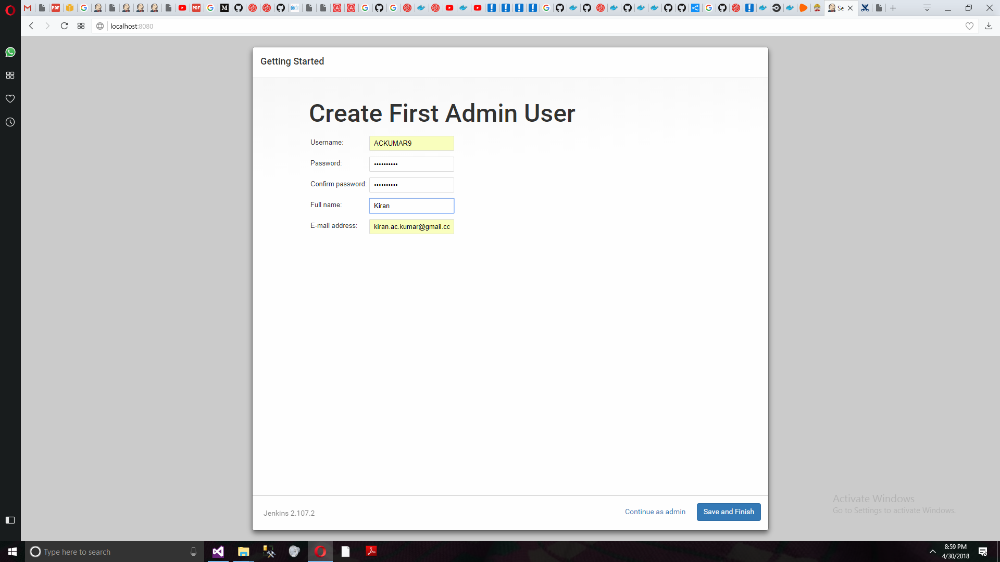 Se
localhost:8080
Getting Started
Create First Admin User
Username: ACKUMAR9
Password: ••••••••••
Confirm password: ••••••••••
Full name: Kiran
E-mail address: kiran.ac.kumar@gmail.co
Jenkins 2.107.2
Continue as admin
Save and Finish
Activate Windows
Go to Settings to activate Windows.
Type here to search
8:59 PM
4/30/2018